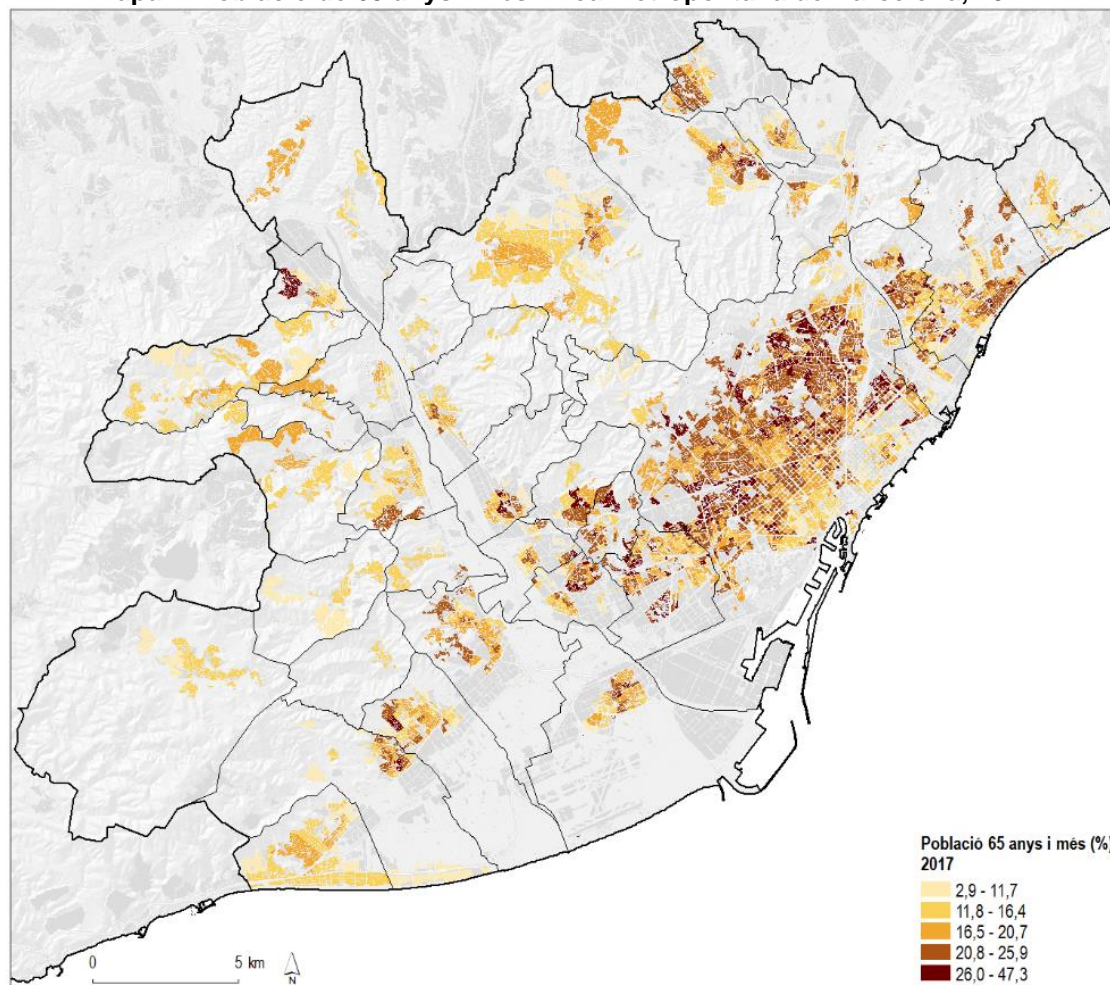 Població 65 anys i més (%)
2017
2,9 - 11,7
11,8 - 16,4
16,5 - 20,7
20,8 - 25,9
26,0 - 47,3
0 5 km
N